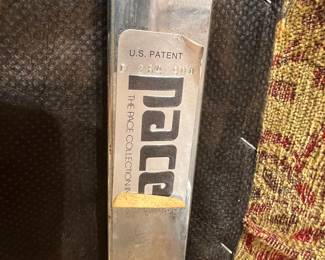 U.S. PATENT
pace
THE PACE COLLECTION